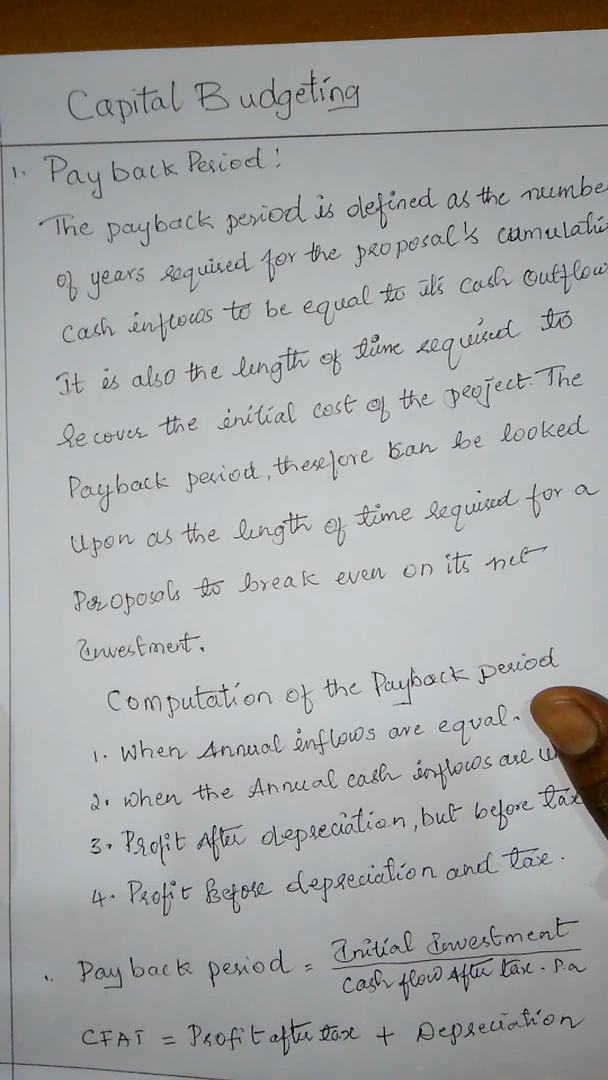 Capital Budgeting
1. Payback Period:
The payback period is defined as the numbe
of years required for the proposal's cumulativ
Cash inflows to be equal to its cash outflow
It is also the length of time required to
Recover the initial cost of the project. The
Payback period, therefore can be looked
Upon as the length of time required for a
Proposals to break even on its net
Investment.
Computation of the Payback period
1. When Annual inflows are equal.
2. When the Annual cash inflows are
3. Profit After depreciation, but before tax
4. Profit Before depreciation and tax.
Payback period = Initial Investment
Cash flow After tax. P.a
CFAT = Profit after tax + Depreciation